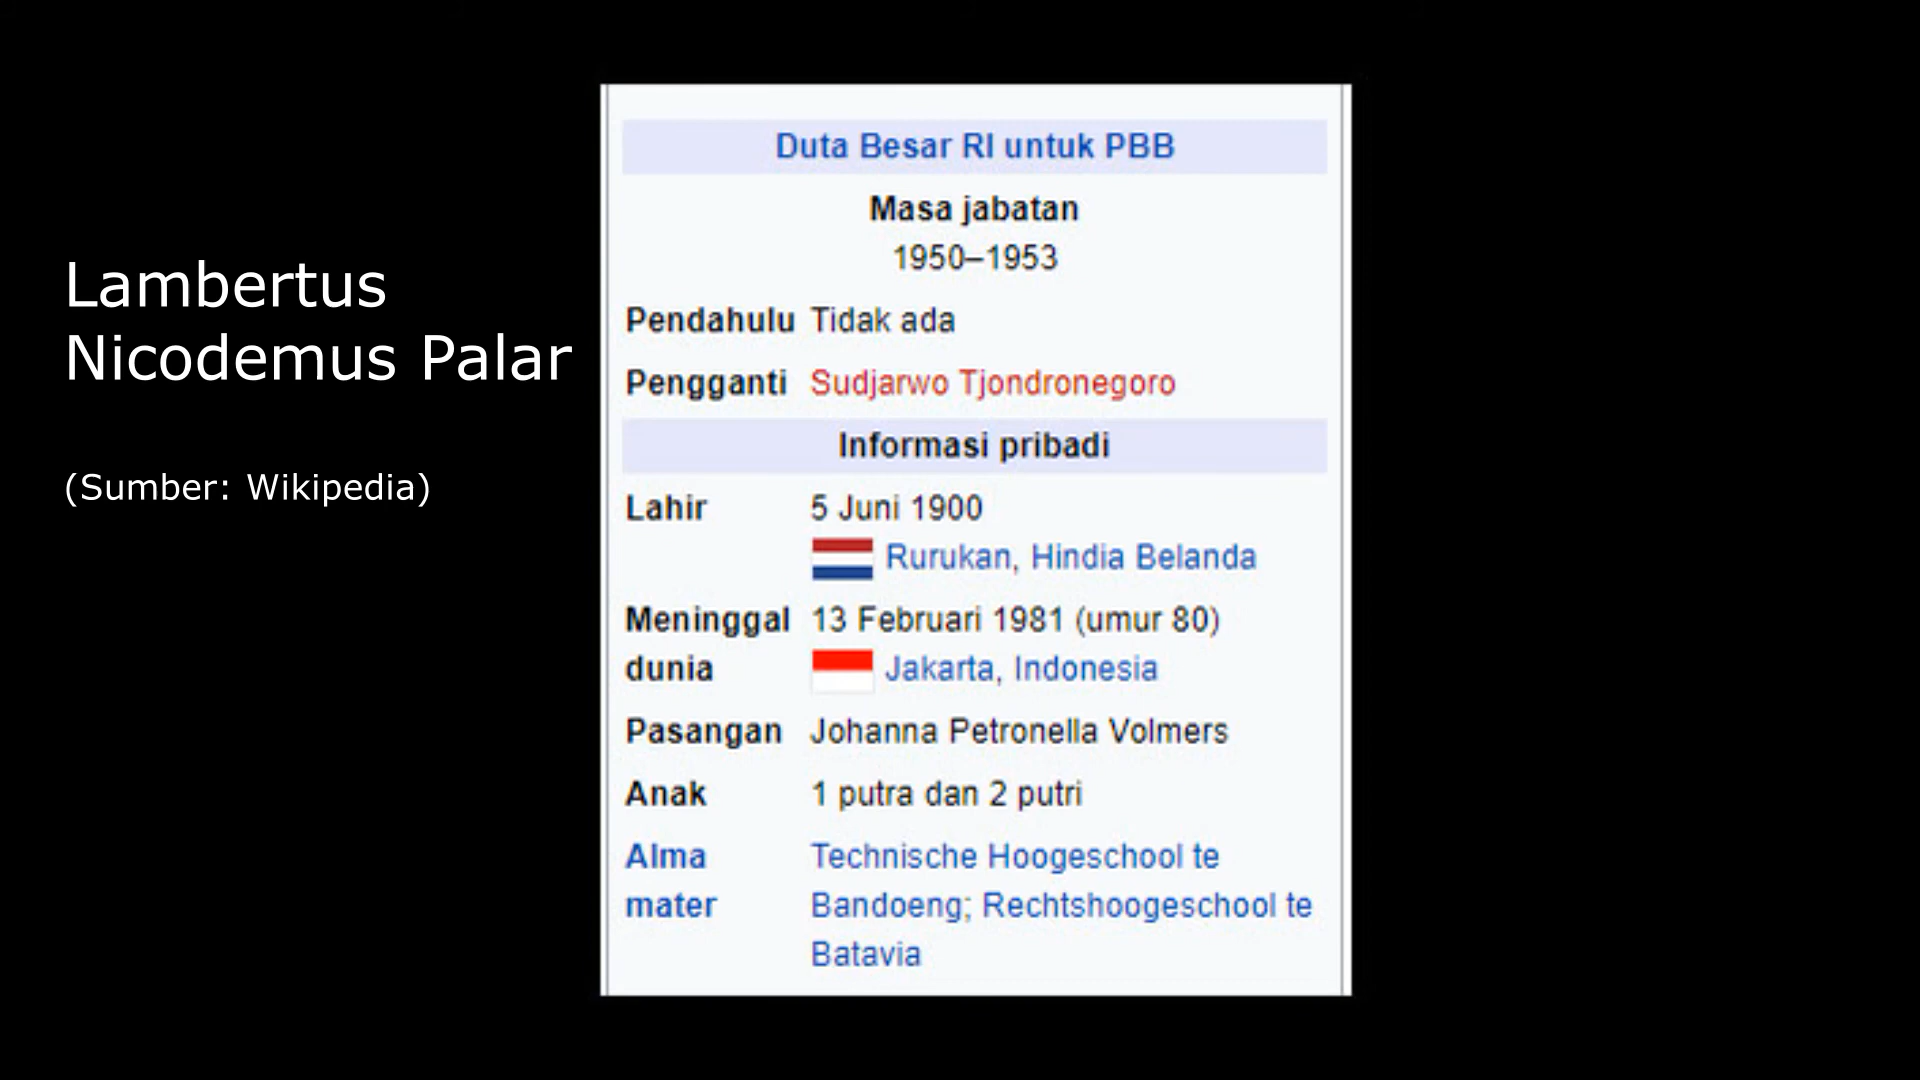 Lambertus
Nicodemus Palar
(Sumber: Wikipedia)
Duta Besar RI untuk PBB
Masa jabatan
1950–1953
Pendahulu Tidak ada
Pengganti Sudjarwo Tjondronegoro
Informasi pribadi
Lahir 5 Juni 1900
Rurukan, Hindia Belanda
Meninggal 13 Februari 1981 (umur 80)
dunia Jakarta, Indonesia
Pasangan Johanna Petronella Volmers
Anak 1 putra dan 2 putri
Alma Technische Hoogeschool te
mater Bandoeng; Rechtshoogeschool te
Batavia